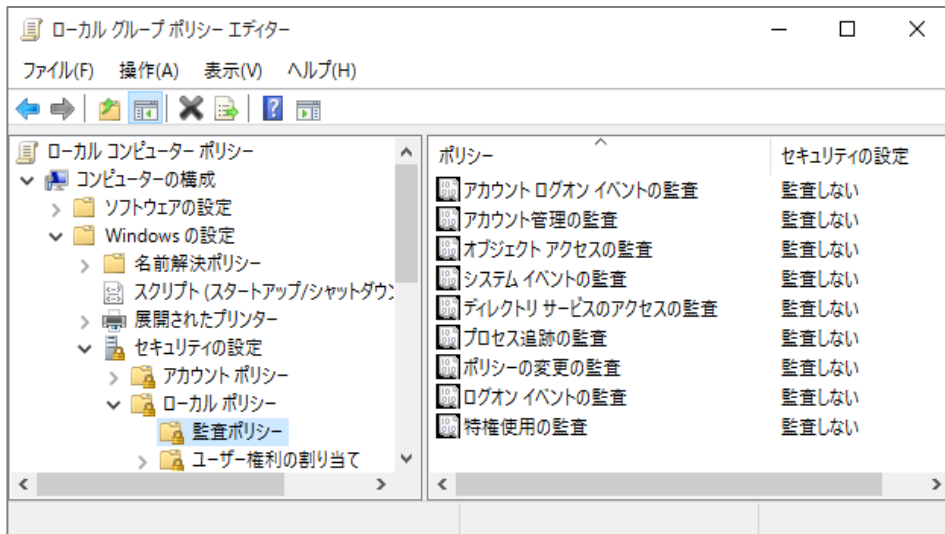 ローカル グループ ポリシー エディター
ファイル(F) 操作(A) 表示(V) ヘルプ(H)
ローカル コンピューター ポリシー
コンピューターの構成
ソフトウェアの設定
Windows の設定
名前解決ポリシー
スクリプト (スタートアップ/シャットダウン
展開されたプリンター
セキュリティの設定
アカウント ポリシー
ローカル ポリシー
監査ポリシー
ユーザー権利の割り当て
ポリシー セキュリティの設定
アカウント ログオン イベントの監査 監査しない
アカウント管理の監査 監査しない
オブジェクト アクセスの監査 監査しない
システム イベントの監査 監査しない
ディレクトリ サービスのアクセスの監査 監査しない
プロセス追跡の監査 監査しない
ポリシーの変更の監査 監査しない
ログオン イベントの監査 監査しない
特権使用の監査 監査しない